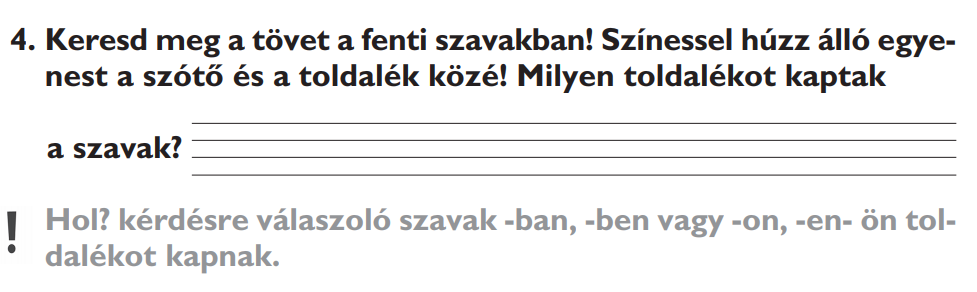 4. Keresd meg a tövet a fenti szavakban! Színessel húzz álló egye-
nest a szótő és a toldalék közé! Milyen toldalékot kaptak
a szavak?
! Hol? kérdésre válaszoló szavak -ban, -ben vagy -on, -en- ön tol-
dalékot kapnak.